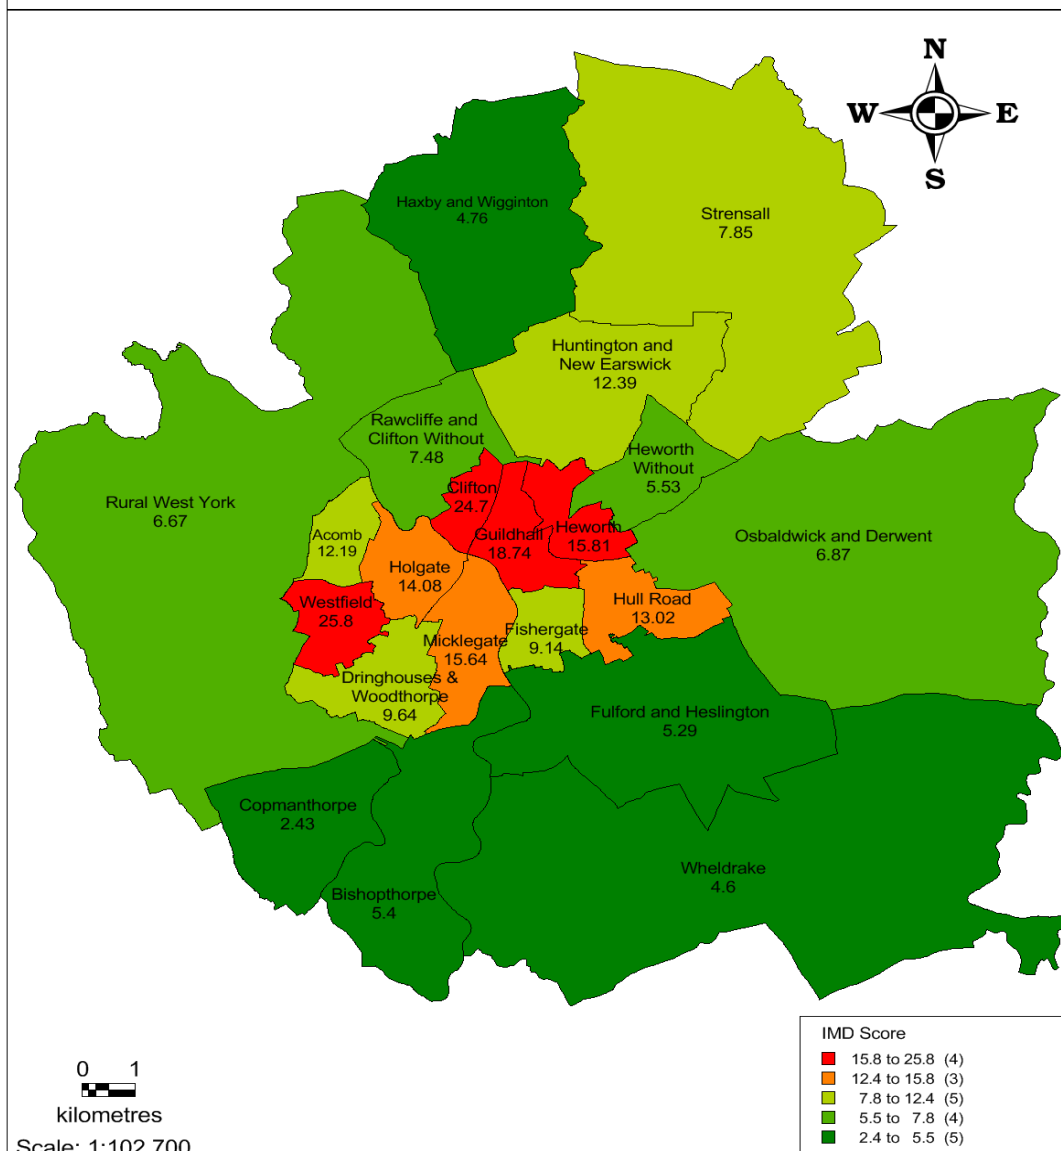 N
W E
S
Haxby and Wigginton
4.76
Strensall
7.85
Huntington and
New Earswick
12.39
Rawcliffe and
Clifton Without
7.48
Heworth
Without
5.53
Rural West York
6.67
Clifton
24.7
Guildhall
18.74
Heworth
15.81
Osbaldwick and Derwent
6.87
Acomb
12.19
Holgate
14.08
Westfield
25.8
Hull Road
13.02
Micklegate
15.64
Fishergate
9.14
Dringhouses &
Woodthorpe
9.64
Fulford and Heslington
5.29
Copmanthorpe
2.43
Bishopthorpe
5.4
Wheldrake
4.6
IMD Score
15.8 to 25.8 (4)
12.4 to 15.8 (3)
7.8 to 12.4 (5)
5.5 to 7.8 (4)
2.4 to 5.5 (5)
0 1
kilometres
Scale: 1:102,700